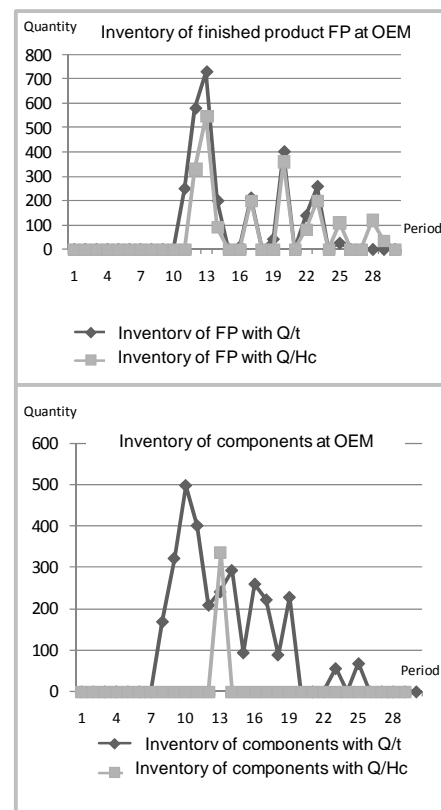 Quantity
Inventory of finished product FP at OEM
800
700
600
500
400
300
200
100
0
Period
1 4 7 10 13 16 19 22 25 28
Inventory of FP with Q/t
Inventory of FP with Q/Hc
Quantity
Inventory of components at OEM
600
500
400
300
200
100
0
Period
1 4 7 10 13 16 19 22 25 28
Inventory of components with Q/t
Inventory of components with Q/Hc